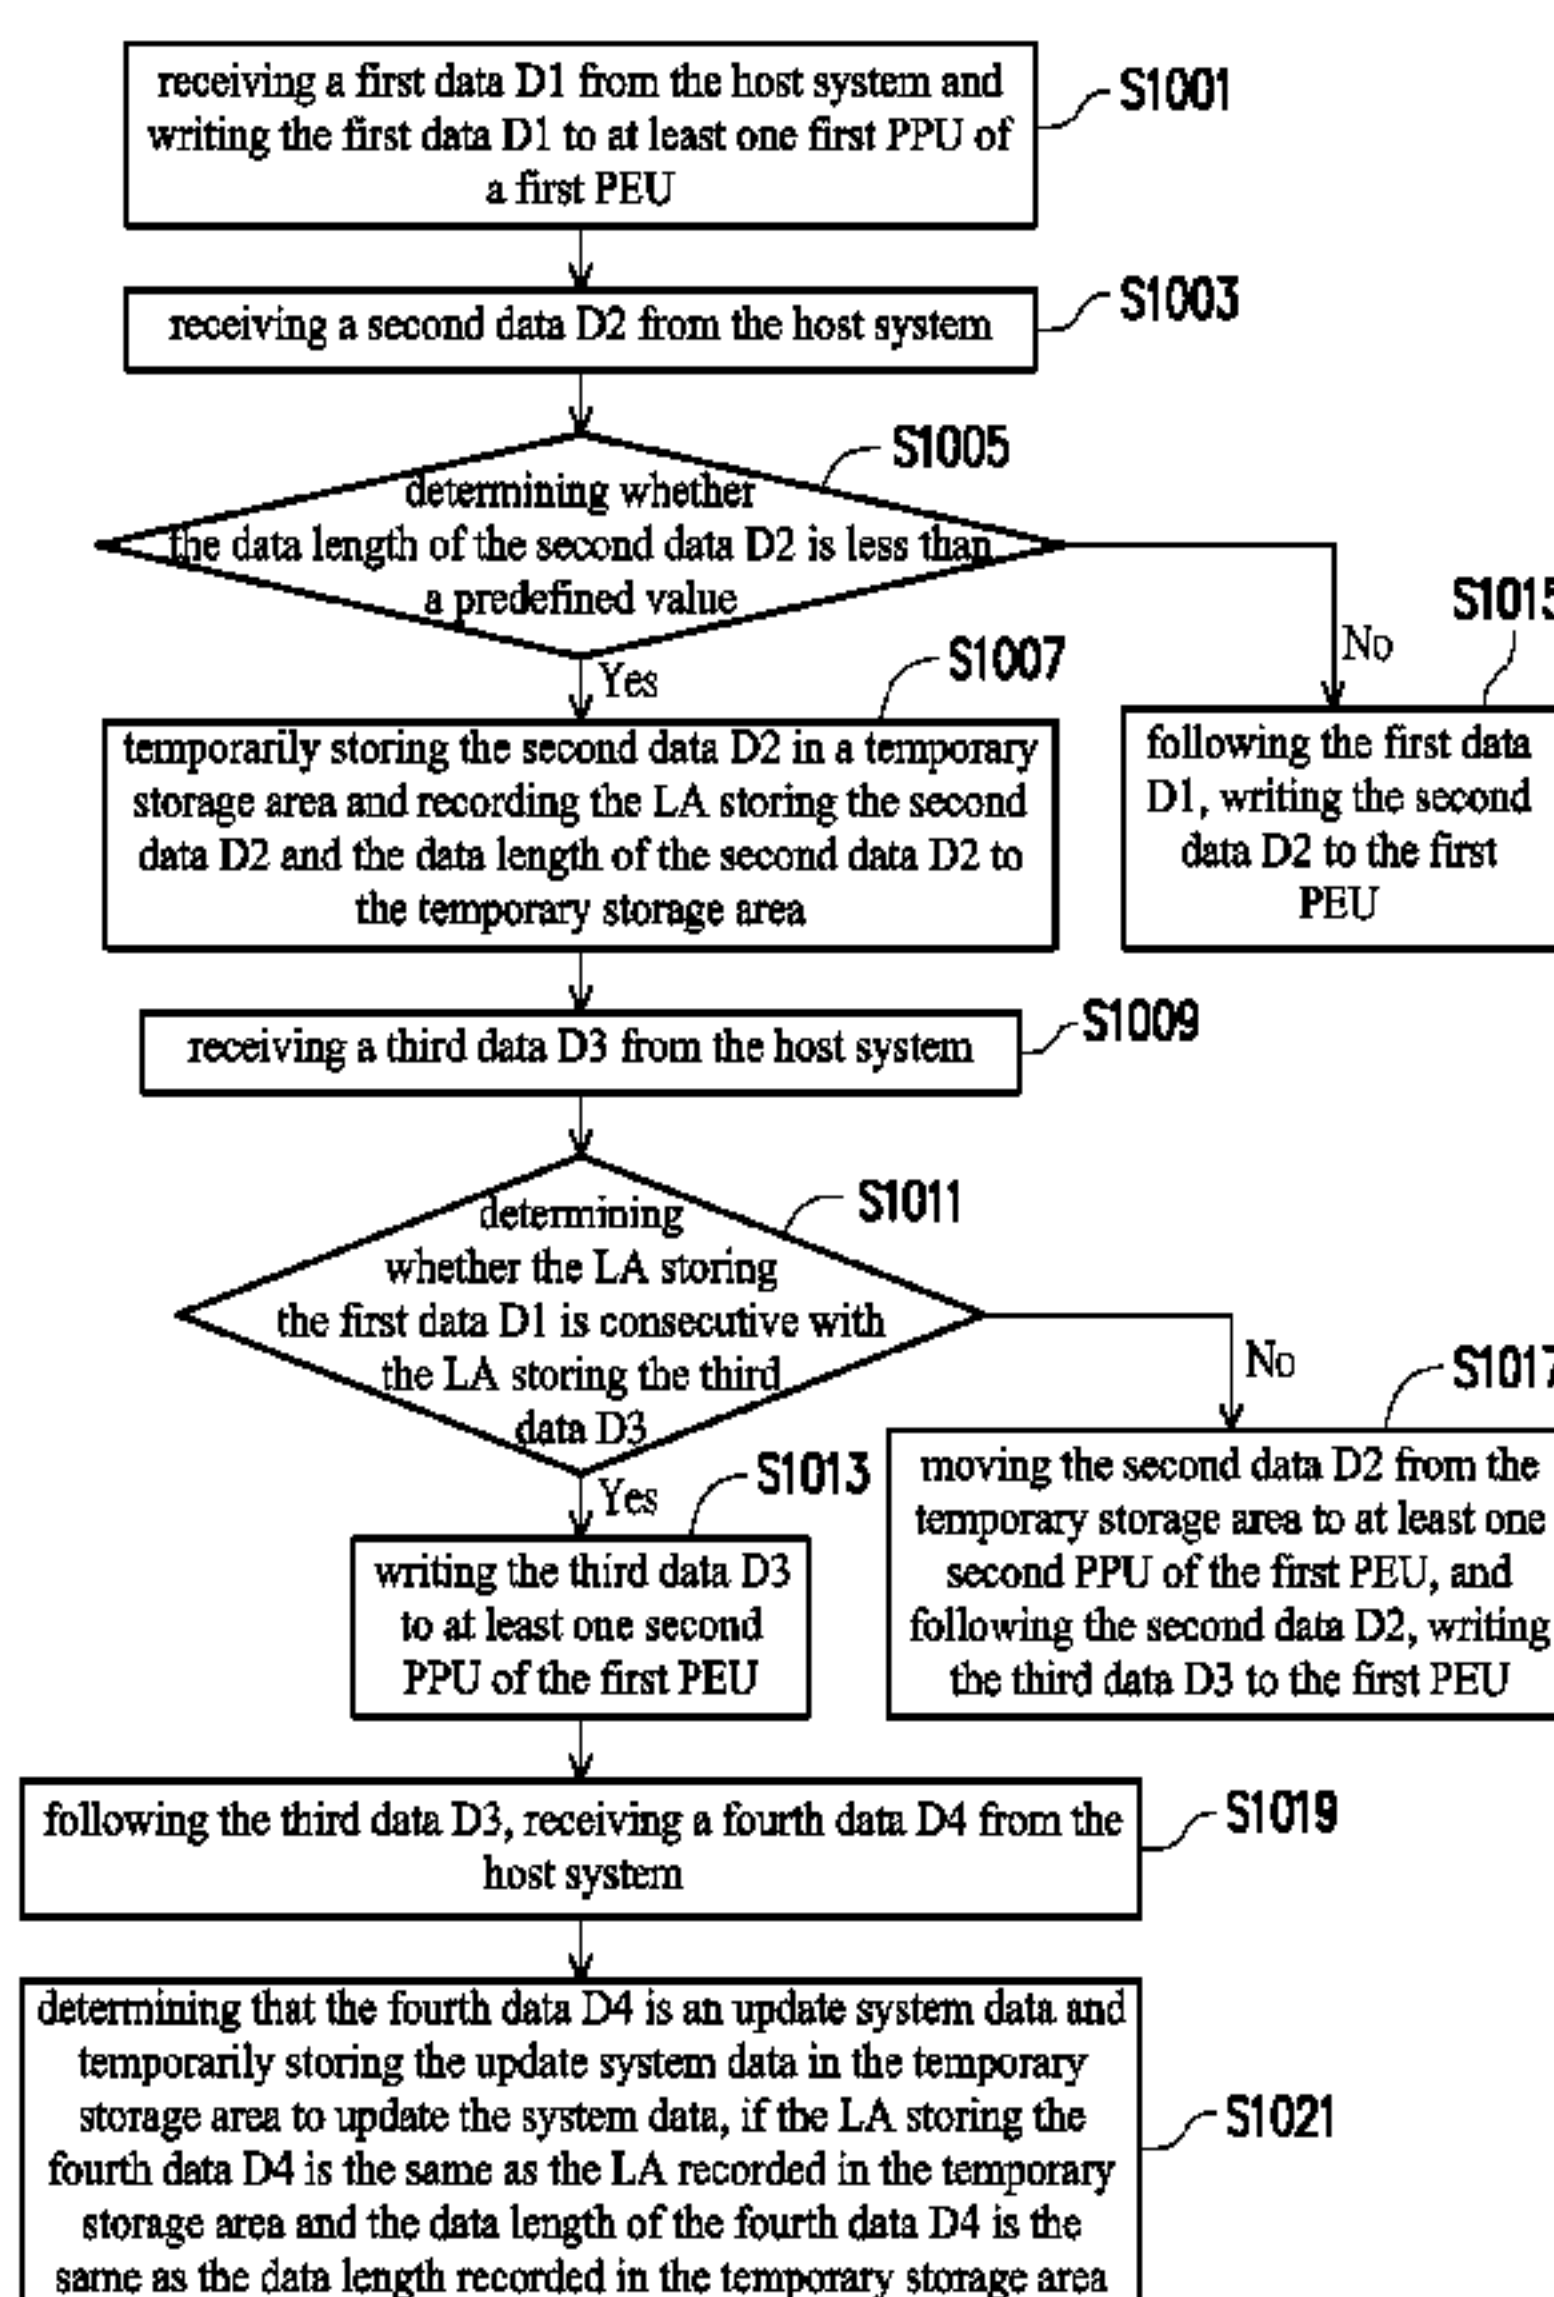 receiving a first data D1 from the host system and
writing the first data D1 to at least one first PPU of
a first PEU
S1001
receiving a second data D2 from the host system
S1003
S1005
determining whether
the data length of the second data D2 is less than
a predefined value
Yes
No
S1015
S1007
temporarily storing the second data D2 in a temporary
storage area and recording the LA storing the second
data D2 and the data length of the second data D2 to
the temporary storage area
following the first data
D1, writing the second
data D2 to the first
PEU
receiving a third data D3 from the host system
S1009
S1011
determining
whether the LA storing
the first data D1 is consecutive with
the LA storing the third
data D3
Yes
No
S1017
S1013
writing the third data D3
to at least one second
PPU of the first PEU
moving the second data D2 from the
temporary storage area to at least one
second PPU of the first PEU, and
following the second data D2, writing
the third data D3 to the first PEU
following the third data D3, receiving a fourth data D4 from the
host system
S1019
determining that the fourth data D4 is an update system data and
temporarily storing the update system data in the temporary
storage area to update the system data, if the LA storing the
fourth data D4 is the same as the LA recorded in the temporary
storage area and the data length of the fourth data D4 is the
same as the data length recorded in the temporary storage area
S1021